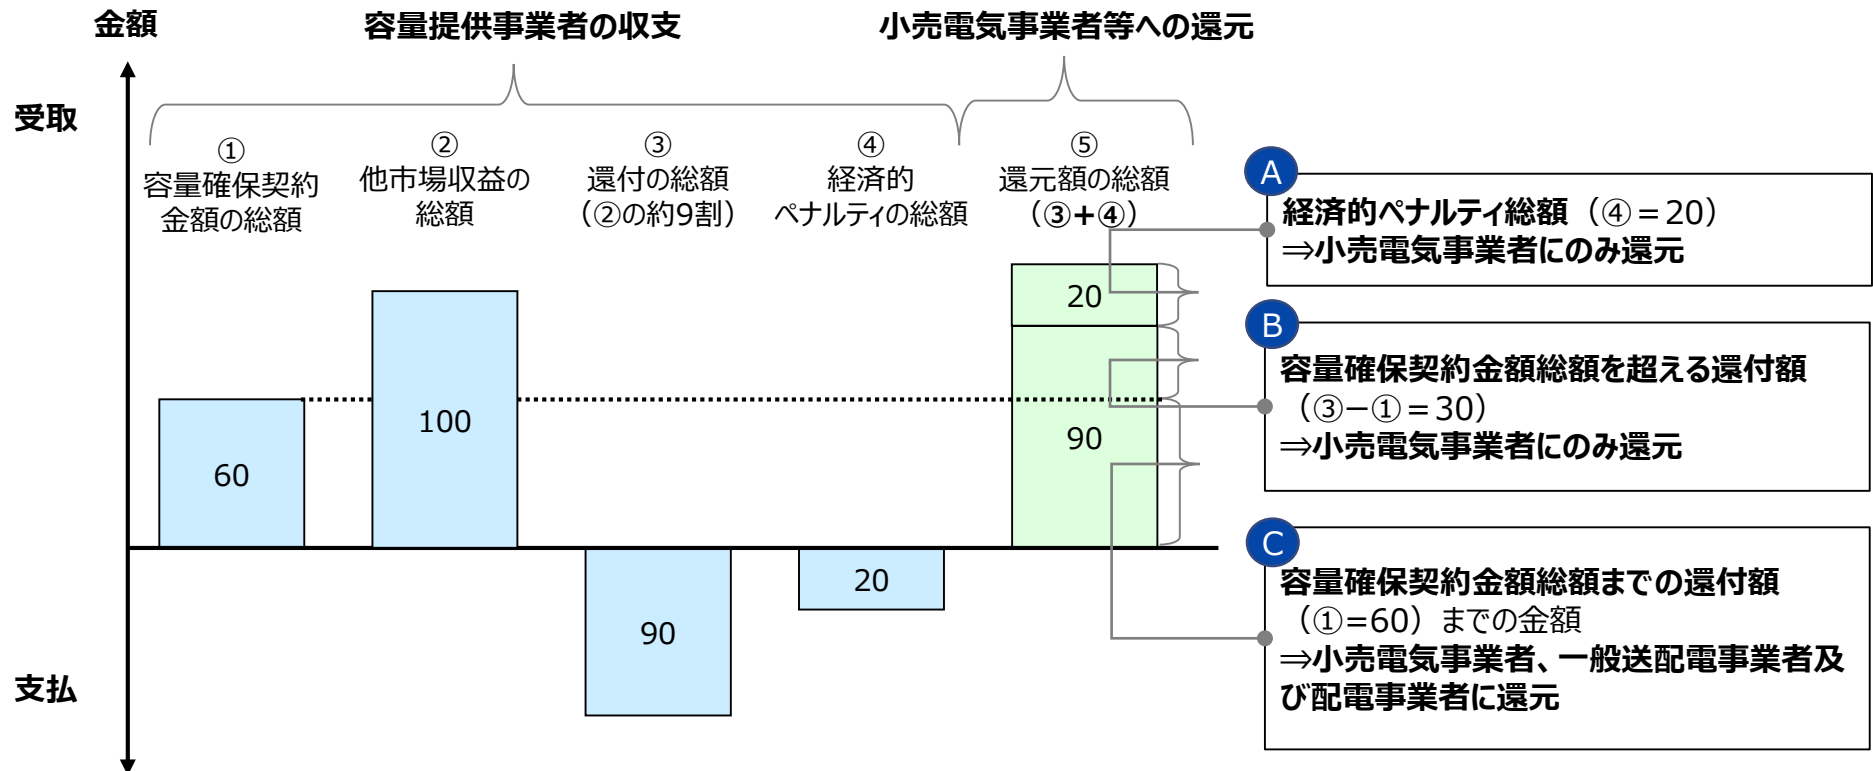 金額
容量提供事業者の収支
小売電気事業者等への還元
受取
①
容量確保契約
金額の総額
②
他市場収益の
総額
③
還付の総額
（②の約9割）
④
経済的
ペナルティの総額
⑤
還元額の総額
（③+④）
60
100
90
20
20
90
支払
A
経済的ペナルティ総額（④＝20）
⇒小売電気事業者にのみ還元
B
容量確保契約金額総額を超える還付額
（③－①＝30）
⇒小売電気事業者にのみ還元
C
容量確保契約金額総額までの還付額
（①=60）までの金額
⇒小売電気事業者、一般送配電事業者及
び配電事業者に還元